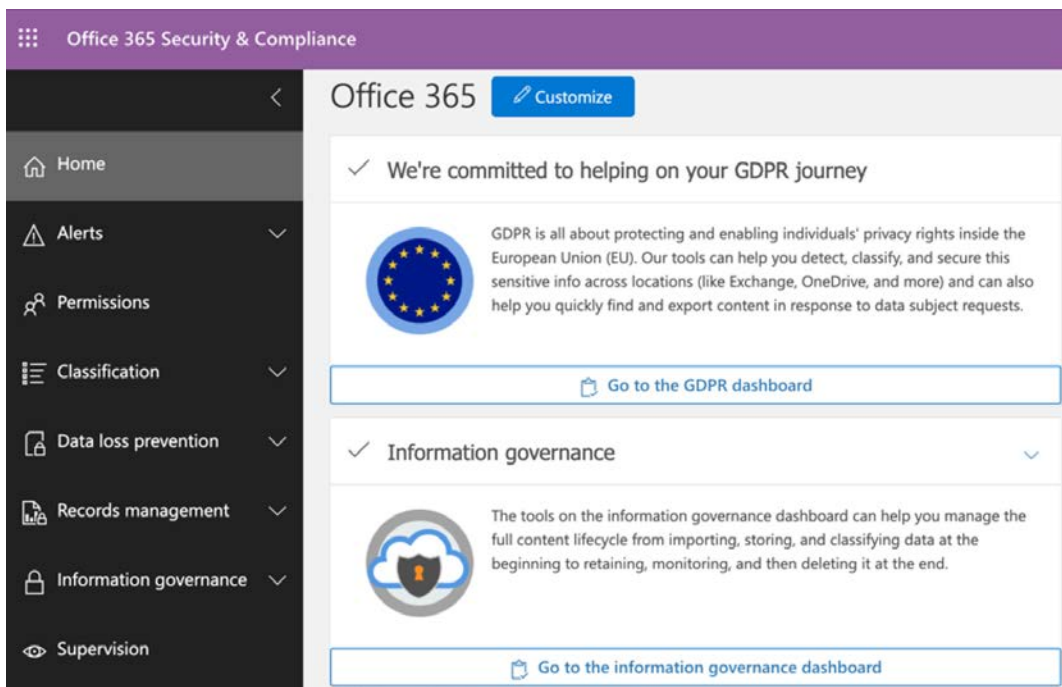 Office 365 Security & Compliance
Home
Alerts
Permissions
Classification
Data loss prevention
Records management
Information governance
Supervision
Office 365
Customize
We're committed to helping on your GDPR journey
GDPR is all about protecting and enabling individuals' privacy rights inside the
European Union (EU). Our tools can help you detect, classify, and secure this
sensitive info across locations (like Exchange, OneDrive, and more) and can also
help you quickly find and export content in response to data subject requests.
Go to the GDPR dashboard
Information governance
The tools on the information governance dashboard can help you manage the
full content lifecycle from importing, storing, and classifying data at the
beginning to retaining, monitoring, and then deleting it at the end.
Go to the information governance dashboard